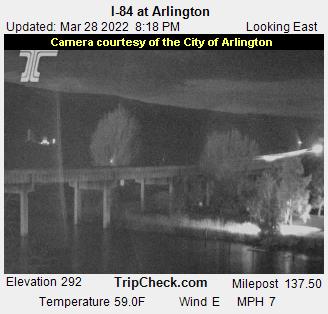 I-84 at Arlington
Updated: Mar 28 2022 8:18 PM Looking East
Camera courtesy of the City of Arlington
Elevation 292 TripCheck.com Milepost 137.50
Temperature 59.0F Wind E MPH 7